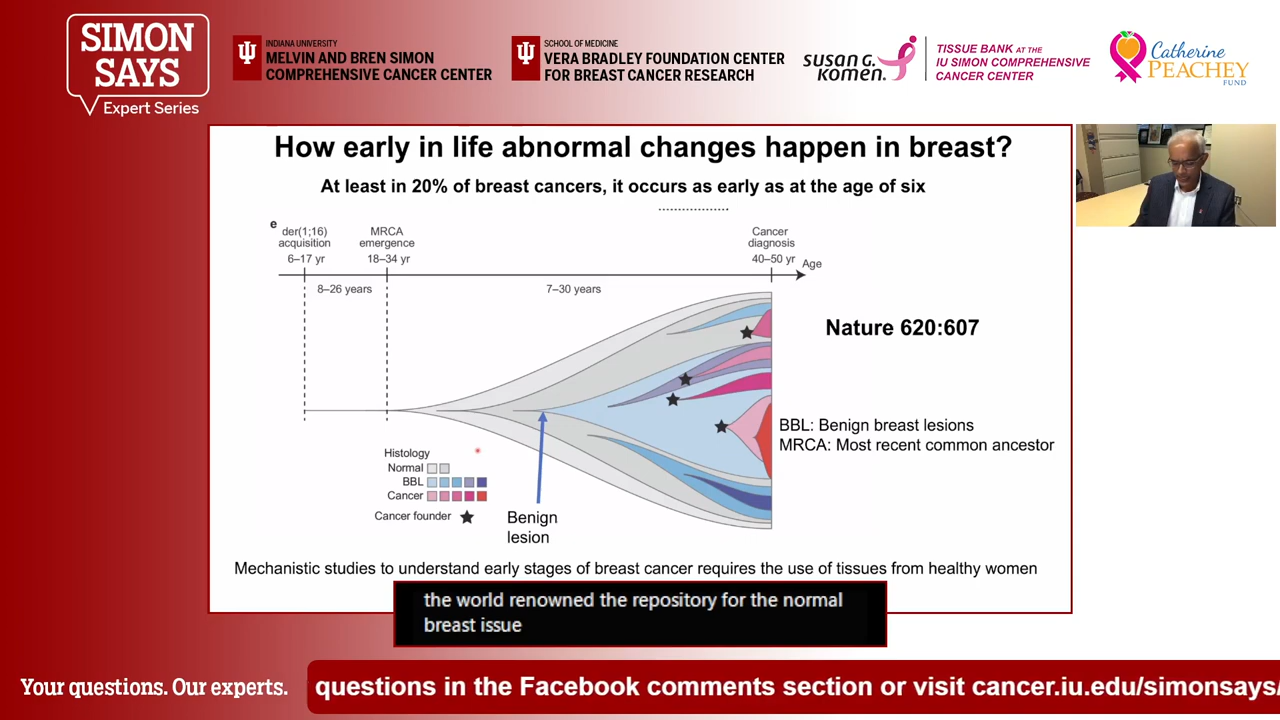 SIMON
SAYS
Expert Series
INDIANA UNIVERSITY
MELVIN AND BREN SIMON
COMPREHENSIVE CANCER CENTER
SCHOOL OF MEDICINE
VERA BRADLEY FOUNDATION CENTER
FOR BREAST CANCER RESEARCH
SUSAN G.
KOMEN.
TISSUE BANK AT THE
IU SIMON COMPREHENSIVE
CANCER CENTER
Catherine
PEACHEY
FUND
How early in life abnormal changes happen in breast?
At least in 20% of breast cancers, it occurs as early as at the age of six
e
der(1;16)
acquisition
6–17 yr
MRCA
emergence
18–34 yr
Cancer
diagnosis
40–50 yr
Age
8–26 years
7–30 years
Nature 620:607
BBL: Benign breast lesions
MRCA: Most recent common ancestor
Histology
Normal
BBL
Cancer
Cancer founder
Benign
lesion
Mechanistic studies to understand early stages of breast cancer requires the use of tissues from healthy women
the world renowned the repository for the normal
breast issue
Your questions. Our experts.
questions in the Facebook comments section or visit cancer.iu.edu/simonsays/